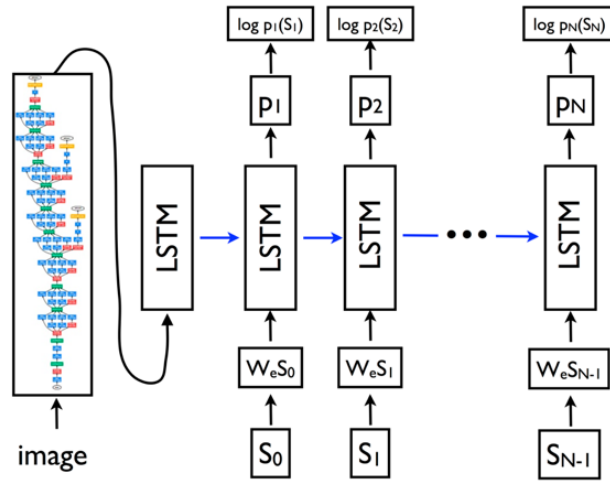 log p₁(S₁) log p₂(S₂) log pN(SN)
p₁ p₂ pN
LSTM LSTM LSTM ••• LSTM
WeS₀ WeS₁ WeSN-1
image S₀ S₁ SN-1